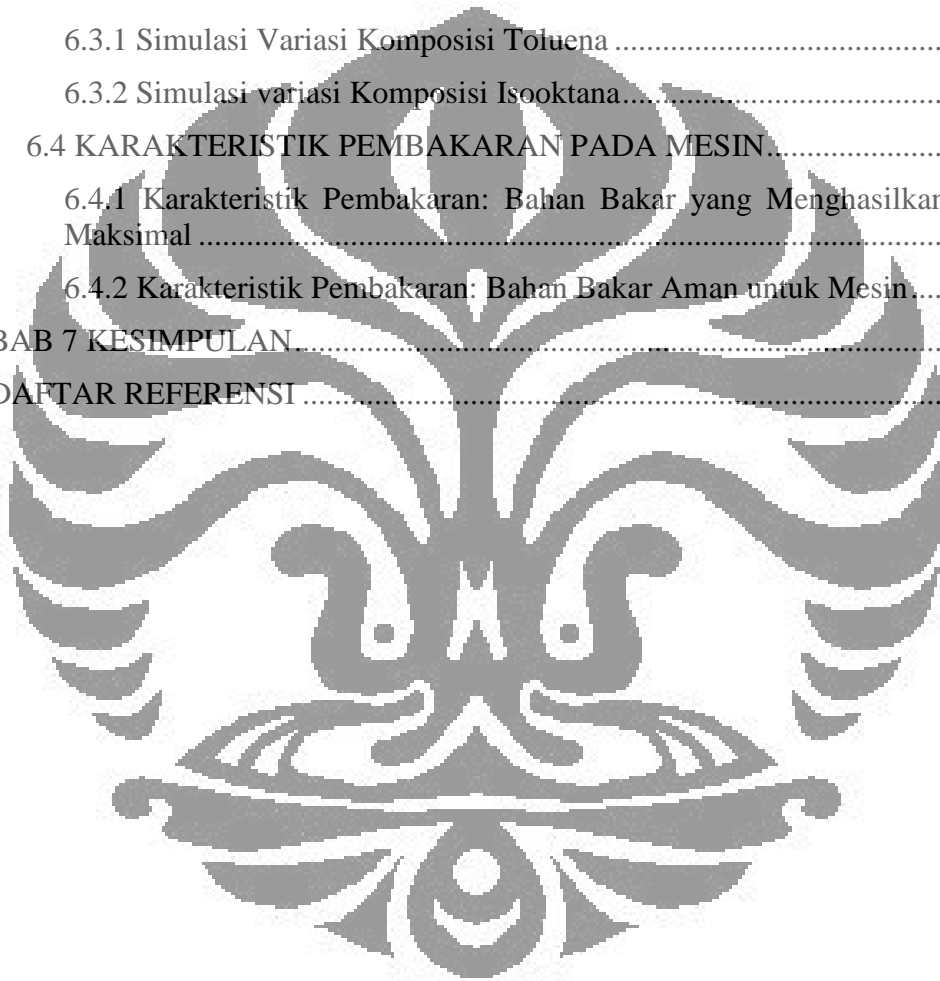 6.3.1 Simulasi Variasi Komposisi Toluena ..........................................
6.3.2 Simulasi variasi Komposisi Isooktana..........................................
6.4 KARAKTERISTIK PEMBAKARAN PADA MESIN......................
6.4.1 Karakteristik Pembakaran: Bahan Bakar yang Menghasilkan
Maksimal ..............................................................................................
6.4.2 Karakteristik Pembakaran: Bahan Bakar Aman untuk Mesin.....
BAB 7 KESIMPULAN...................................................................................
DAFTAR REFERENSI ..................................................................................